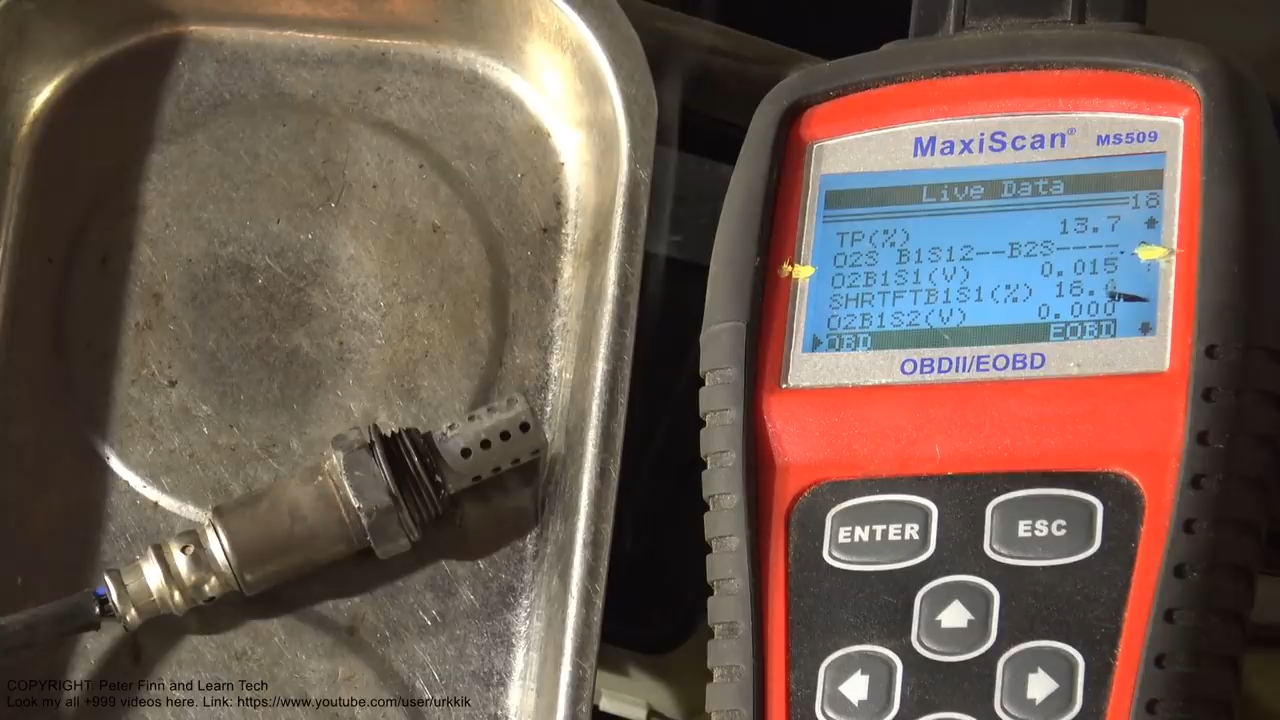 MaxiScan® MS509
Live Data
18
TP(%) 13.7
O2S B1S12--B2S----
O2B1S1(V) 0.015
SHRTFTB1S1(%)
O2B1S2(V) 0.000
OBD EOBD
OBDII/EOBD
ENTER
ESC
COPYRIGHT: Peter Finn and Learn Tech
Look my all +999 videos here. Link: https://www.youtube.com/user/urkkik